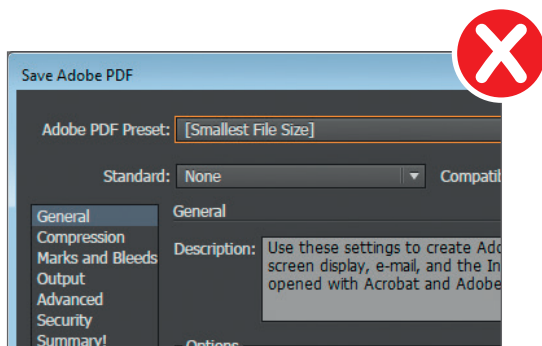 Save Adobe PDF
Adobe PDF Preset: [Smallest File Size]
Standard: None Compatib
General
Compression
Marks and Bleeds
Output
Advanced
Security
Summary!
General
Description: Use these settings to create Ado
screen display, e-mail, and the In
opened with Acrobat and Adobe
Options